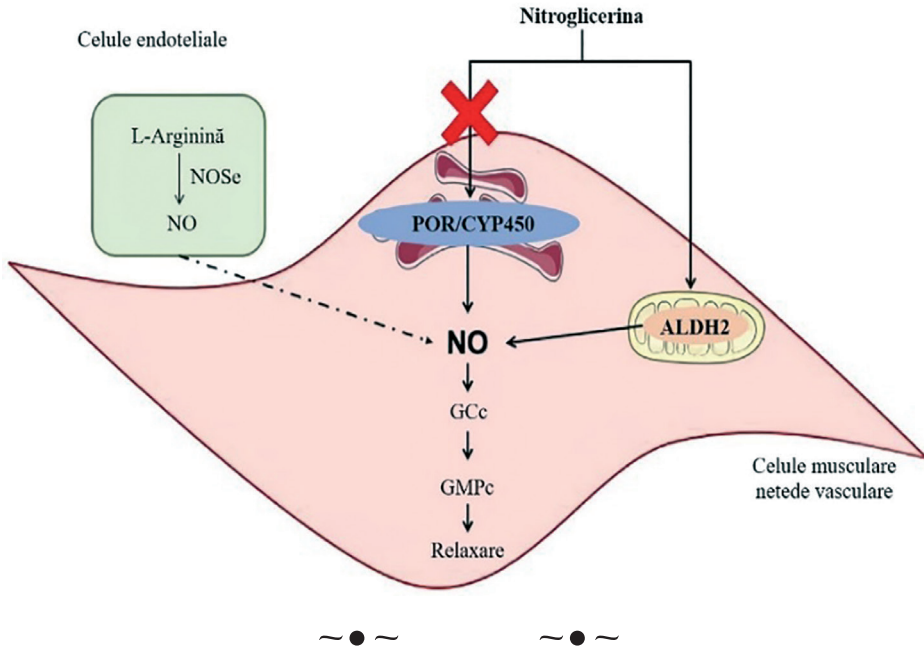 Nitroglicerina
Celule endoteliale
L-Arginină
NOSe
NO
POR/CYP450
ALDH2
NO
GCc
GMPc
Relaxare
Celule musculare
netede vasculare
~●~ ~●~